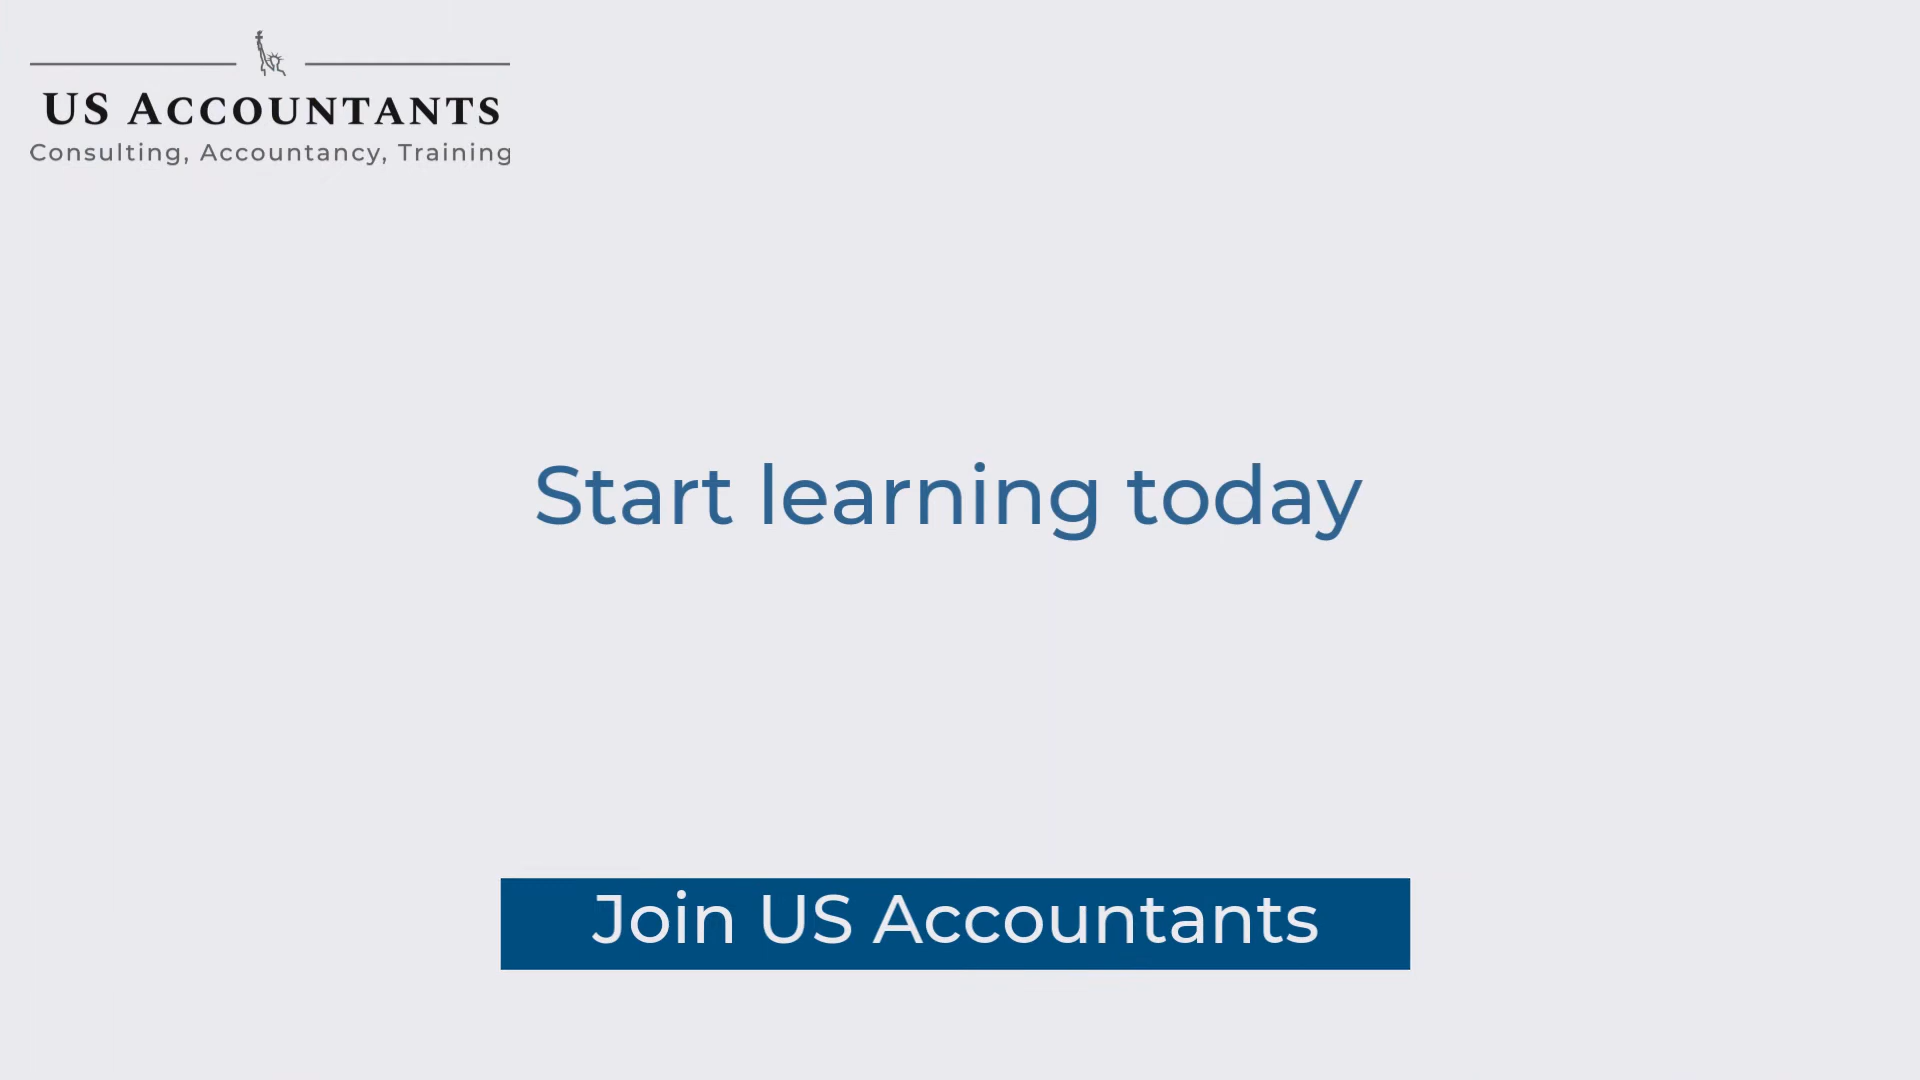 US Accountants
Consulting, Accountancy, Training
Start learning today
Join US Accountants